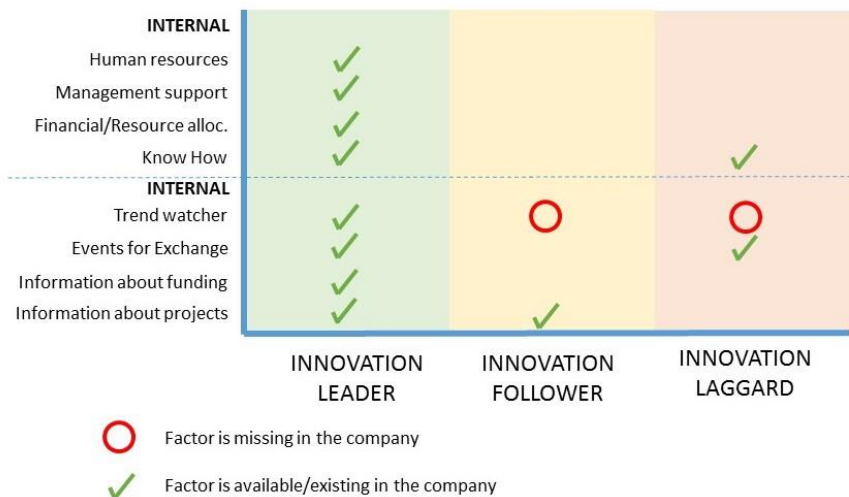 INTERNAL
Human resources
Management support
Financial/Resource alloc.
Know How
INTERNAL
Trend watcher
Events for Exchange
Information about funding
Information about projects
INNOVATION
LEADER
INNOVATION
FOLLOWER
INNOVATION
LAGGARD
Factor is missing in the company
Factor is available/existing in the company